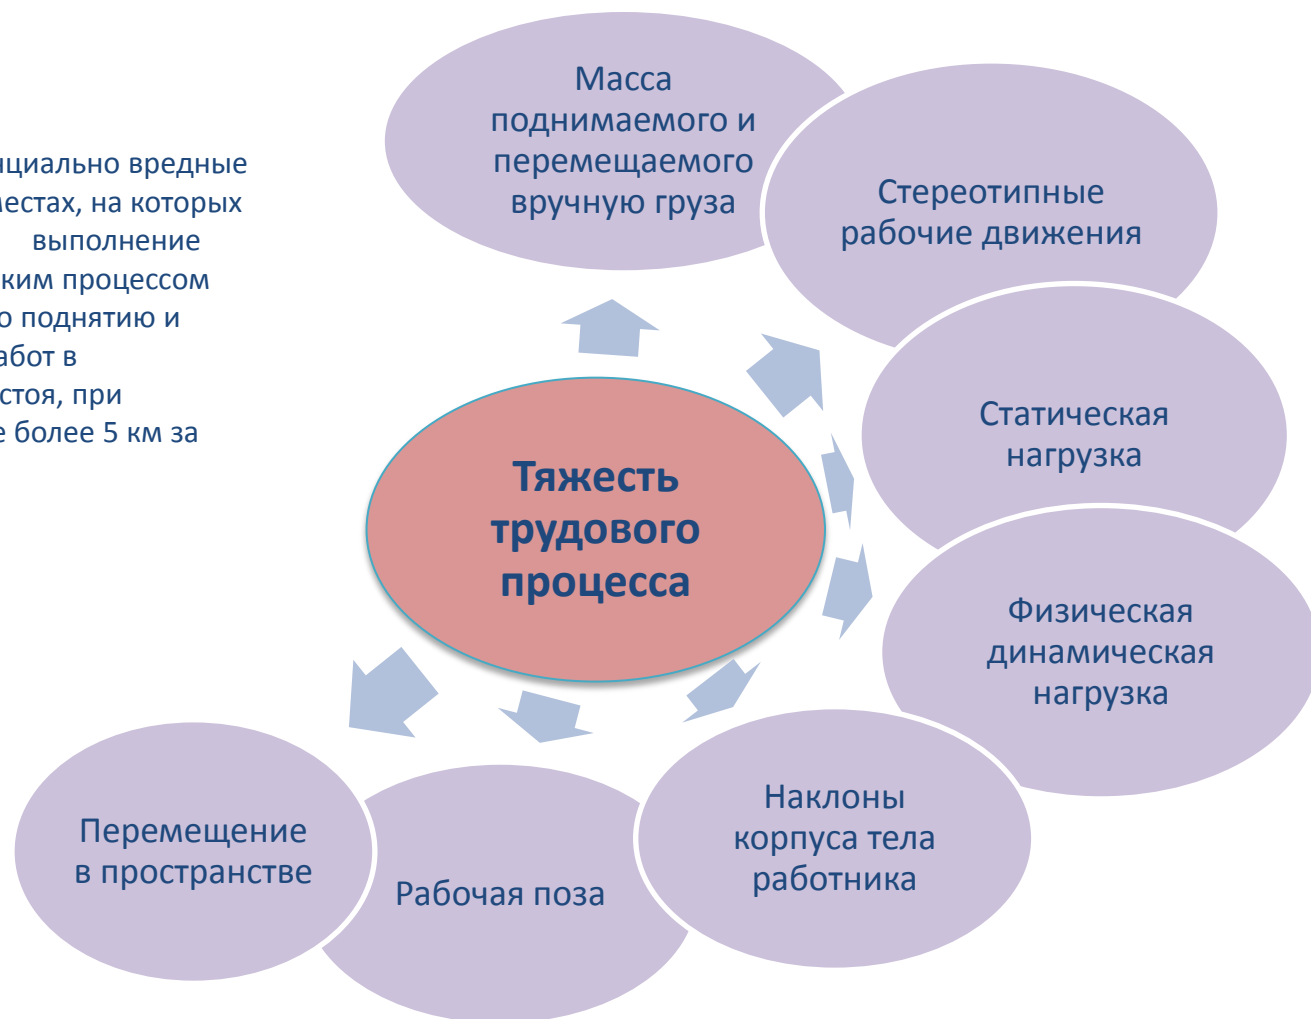 нциально вредные
местах, на которых
выполнение
ким процессом
о поднятию и
абот в
стоя, при
е более 5 км за
Масса
поднимаемого и
перемещаемого
вручную груза
Стереотипные
рабочие движения
Статическая
нагрузка
Физическая
динамическая
нагрузка
Наклоны
корпуса тела
работника
Рабочая поза
Перемещение
в пространстве
Тяжесть
трудового
процесса